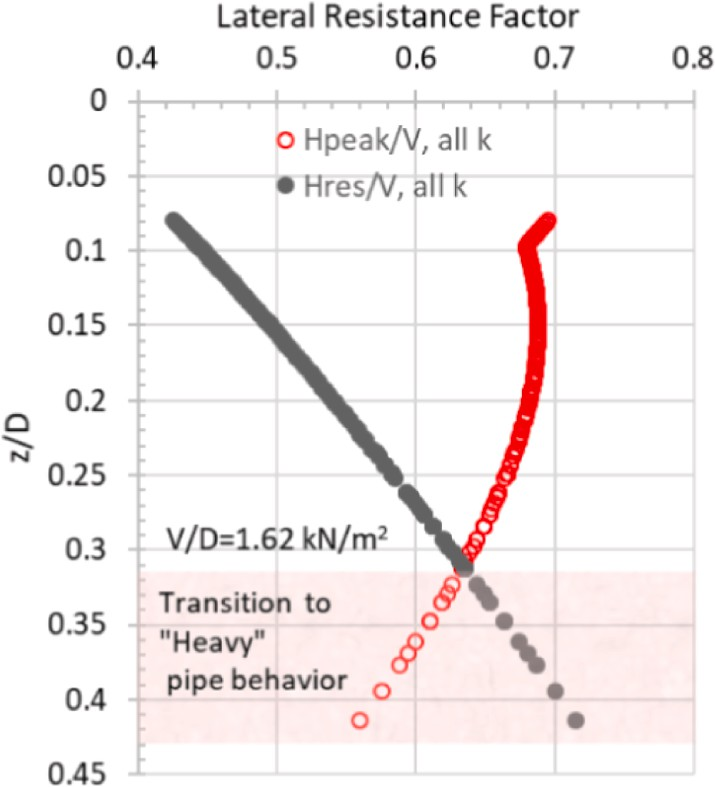 Lateral Resistance Factor
0.4 0.5 0.6 0.7 0.8
0
Hpeak/V, all k
0.05
Hres/V, all k
0.1
0.15
0.2
z/D
0.25
V/D=1.62 kN/m²
0.3
Transition to
0.35
"Heavy"
pipe behavior
0.4
0.45